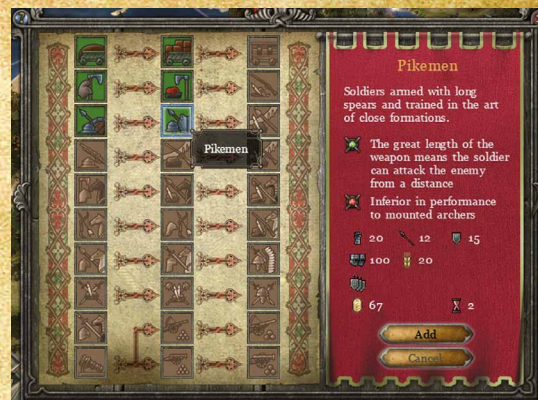 Pikemen
Soldiers armed with long
spears and trained in the art
of close formations.
The great length of the
weapon means the soldier
can attack the enemy
from a distance
Inferior in performance
to mounted archers
20 12 15
100 20
67 2
Add
Cancel
Pikemen